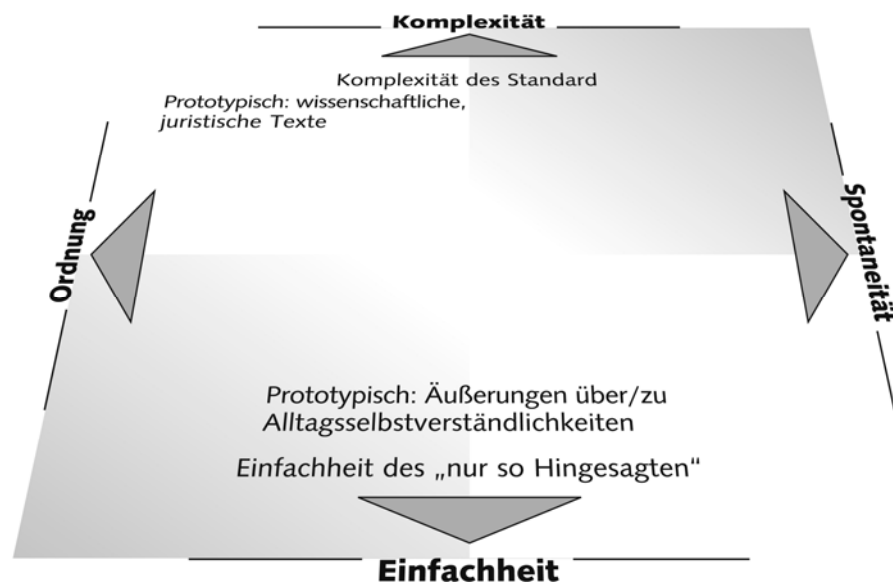 Komplexität
Komplexität des Standard
Prototypisch: wissenschaftliche,
juristische Texte
Ordnung
Spontaneität
Prototypisch: Äußerungen über/zu
Alltagsselbstverständlichkeiten
Einfachheit des „nur so Hingesagten“
Einfachheit